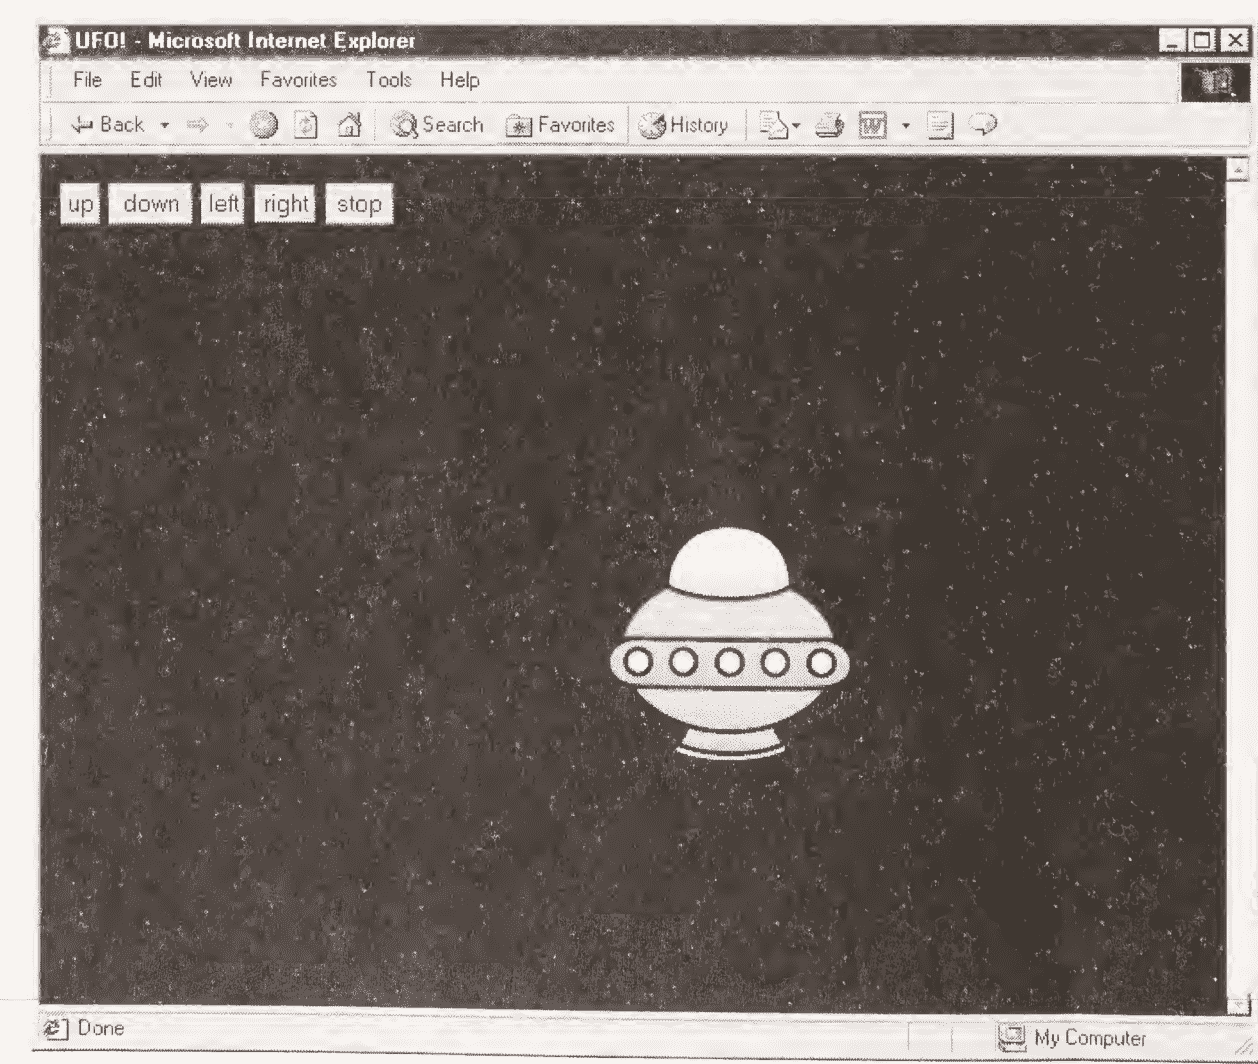 UFO! - Microsoft Internet Explorer
File Edit View Favorites Tools Help
Back Search Favorites History W
up down left right stop
Done My Computer